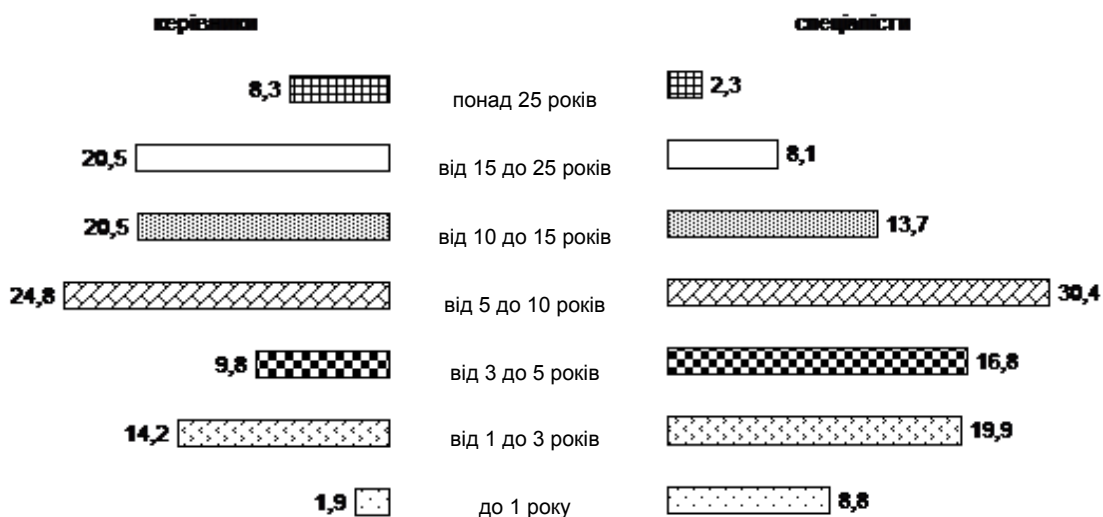 керівники спеціалісти
8,3 понад 25 років 2,3
20,5 від 15 до 25 років 8,1
20,5 від 10 до 15 років 13,7
24,8 від 5 до 10 років 30,4
9,8 від 3 до 5 років 16,8
14,2 від 1 до 3 років 19,9
1,9 до 1 року 8,8